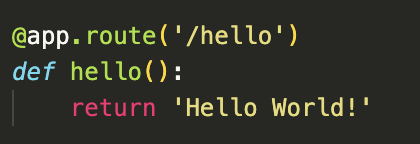 @app.route('/hello')
def hello():
    return 'Hello World!'